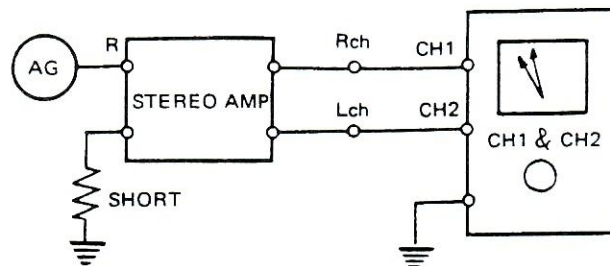 AG
R
STEREO AMP
SHORT
Rch
Lch
CH1
CH2
CH1 & CH2